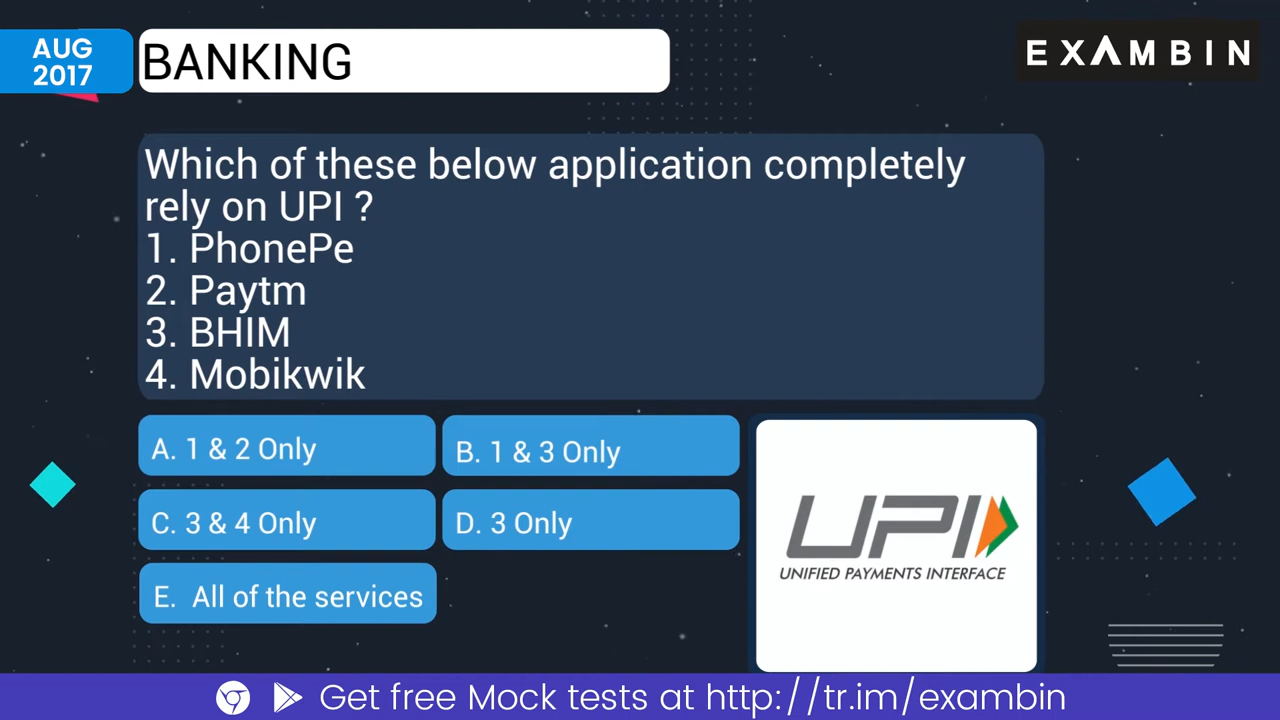 AUG
2017
BANKING
EXAMBIN
Which of these below application completely
rely on UPI ?
1. PhonePe
2. Paytm
3. BHIM
4. Mobikwik
A. 1 & 2 Only
B. 1 & 3 Only
C. 3 & 4 Only
D. 3 Only
E. All of the services
UPI
UNIFIED PAYMENTS INTERFACE
Get free Mock tests at http://tr.im/exambin